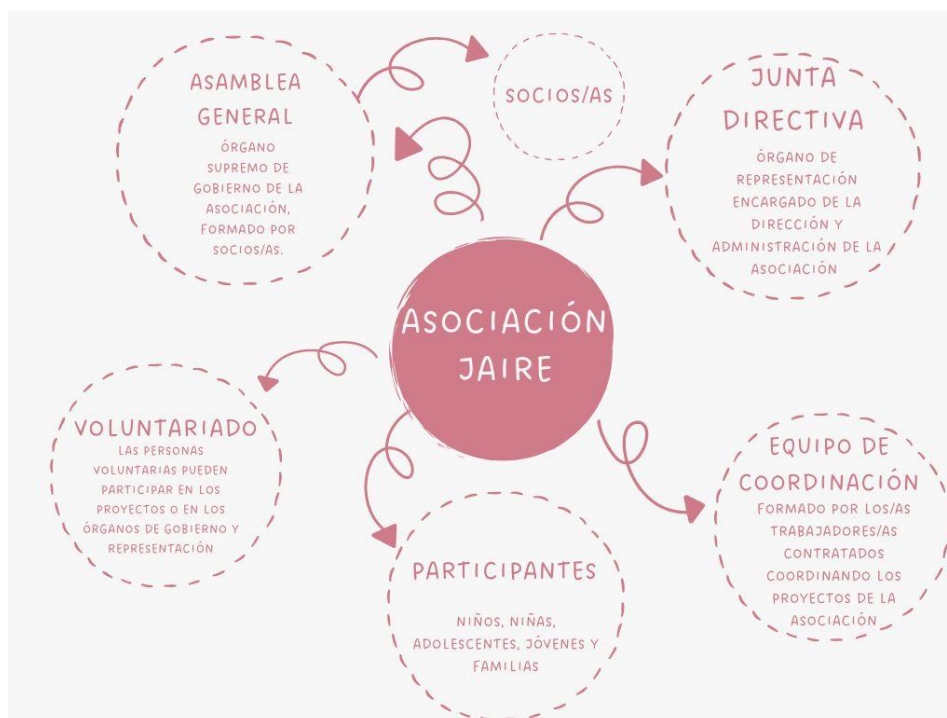 ASAMBLEA
GENERAL
ÓRGANO
SUPREMO DE
GOBIERNO DE LA
ASOCIACIÓN,
FORMADO POR
SOCIOS/AS.
SOCIOS/AS
JUNTA
DIRECTIVA
ÓRGANO DE
REPRESENTACIÓN
ENCARGADO DE LA
DIRECCIÓN Y
ADMINISTRACIÓN DE LA
ASOCIACIÓN
ASOCIACIÓN
JAIRE
VOLUNTARIADO
LAS PERSONAS
VOLUNTARIAS PUEDEN
PARTICIPAR EN LOS
PROYECTOS O EN LOS
ÓRGANOS DE GOBIERNO Y
REPRESENTACIÓN
PARTICIPANTES
NIÑOS, NIÑAS,
ADOLESCENTES, JÓVENES Y
FAMILIAS
EQUIPO DE
COORDINACIÓN
FORMADO POR LOS/AS
TRABAJADORES/AS
CONTRATADOS
COORDINANDO LOS
PROYECTOS DE LA
ASOCIACIÓN